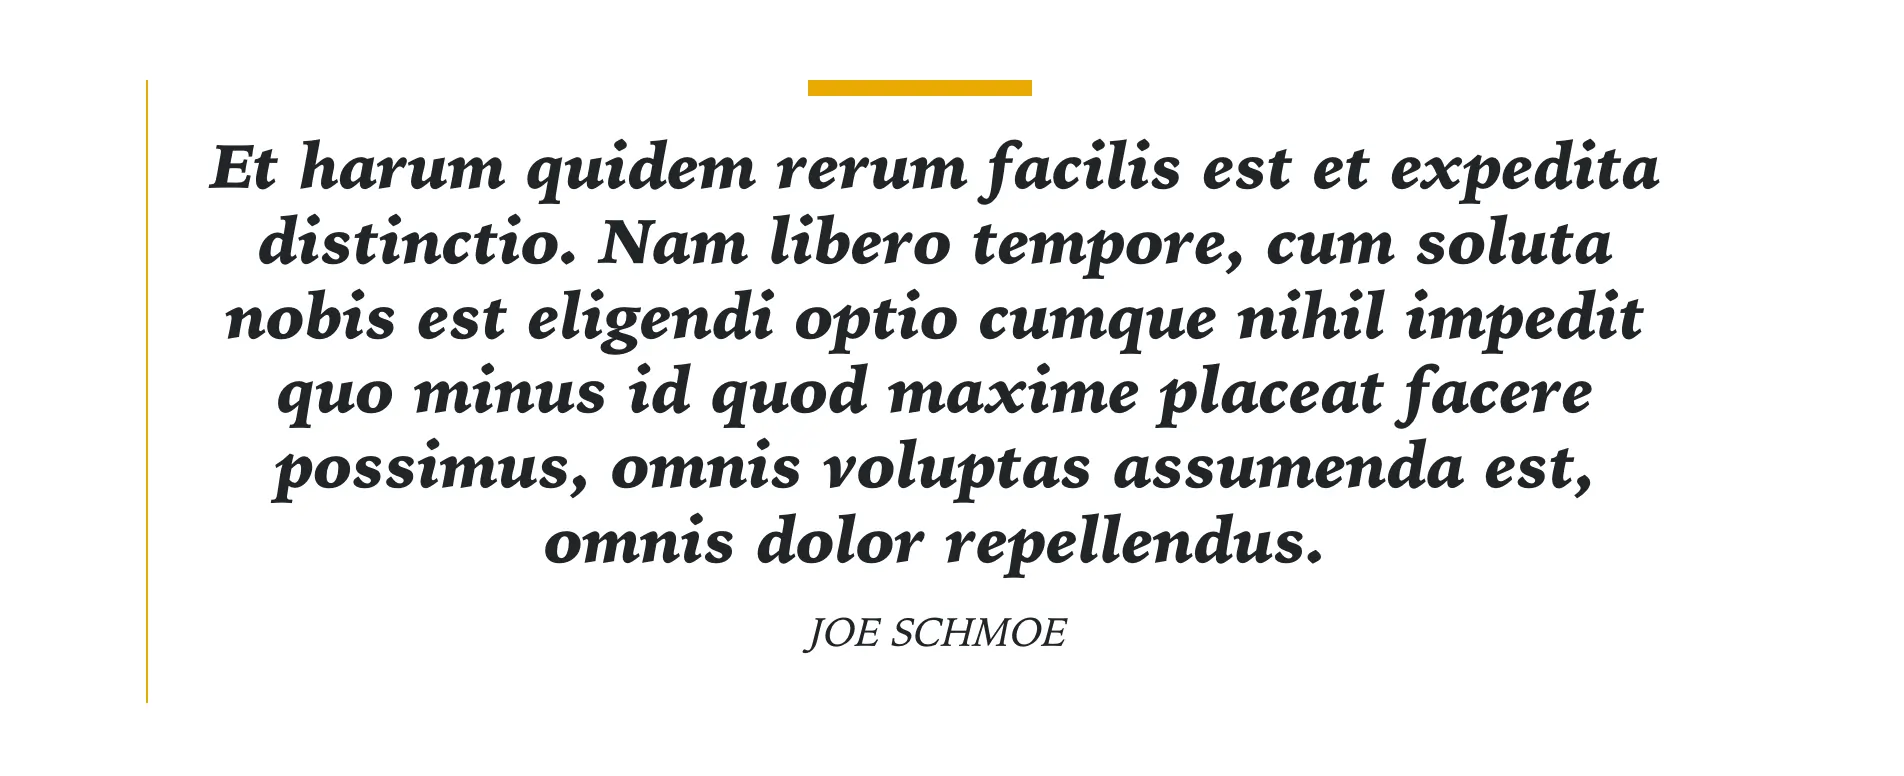 Et harum quidem rerum facilis est et expedita
distinctio. Nam libero tempore, cum soluta
nobis est eligendi optio cumque nihil impedit
quo minus id quod maxime placeat facere
possimus, omnis voluptas assumenda est,
omnis dolor repellendus.
JOE SCHMOE